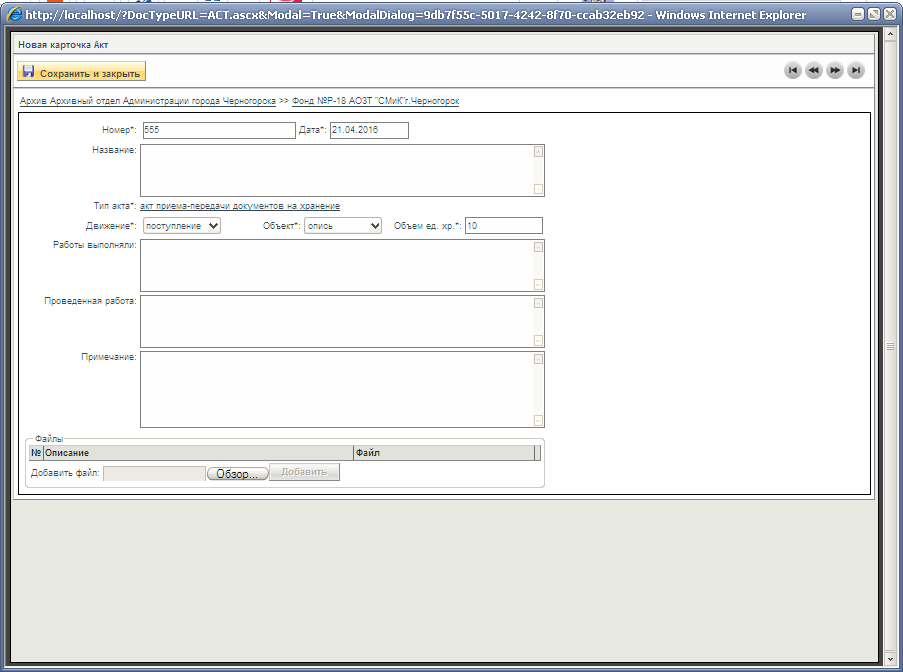 http://localhost/?DocTypeURL=ACT.ascx&Modal=True&ModalDialog=9db7f55c-5017-4242-8f70-ccab32eb92 - Windows Internet Explorer
Новая карточка Акт
Сохранить и закрыть
Архив Архивный отдел Администрации города Черногорска >> Фонд №Р-18 АОЗТ "СМиК"г.Черногорск
Номер*: 555 Дата*: 21.04.2016
Название:
Тип акта*: акт приема-передачи документов на хранение
Движение*: поступление Объект*: опись Объем ед. хр.*: 10
Работы выполняли:
Проведенная работа:
Примечание:
Файлы
№ Описание Файл
Добавить файл: Обзор... Добавить